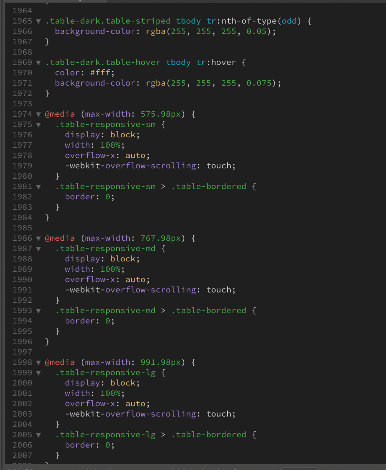 1964
1965 .table-dark.table-striped tbody tr:nth-of-type(odd) {
1966 background-color: rgba(255, 255, 255, 0.05);
1967 }
1968
1969 .table-dark.table-hover tbody tr:hover {
1970 color: #fff;
1971 background-color: rgba(255, 255, 255, 0.075);
1972 }
1973
1974 @media (max-width: 575.98px) {
1975 .table-responsive-sm {
1976 display: block;
1977 width: 100%;
1978 overflow-x: auto;
1979 -webkit-overflow-scrolling: touch;
1980 }
1981 .table-responsive-sm > .table-bordered {
1982 border: 0;
1983 }
1984 }
1985
1986 @media (max-width: 767.98px) {
1987 .table-responsive-md {
1988 display: block;
1989 width: 100%;
1990 overflow-x: auto;
1991 -webkit-overflow-scrolling: touch;
1992 }
1993 .table-responsive-md > .table-bordered {
1994 border: 0;
1995 }
1996 }
1997
1998 @media (max-width: 991.98px) {
1999 .table-responsive-lg {
2000 display: block;
2001 width: 100%;
2002 overflow-x: auto;
2003 -webkit-overflow-scrolling: touch;
2004 }
2005 .table-responsive-lg > .table-bordered {
2006 border: 0;
2007 }